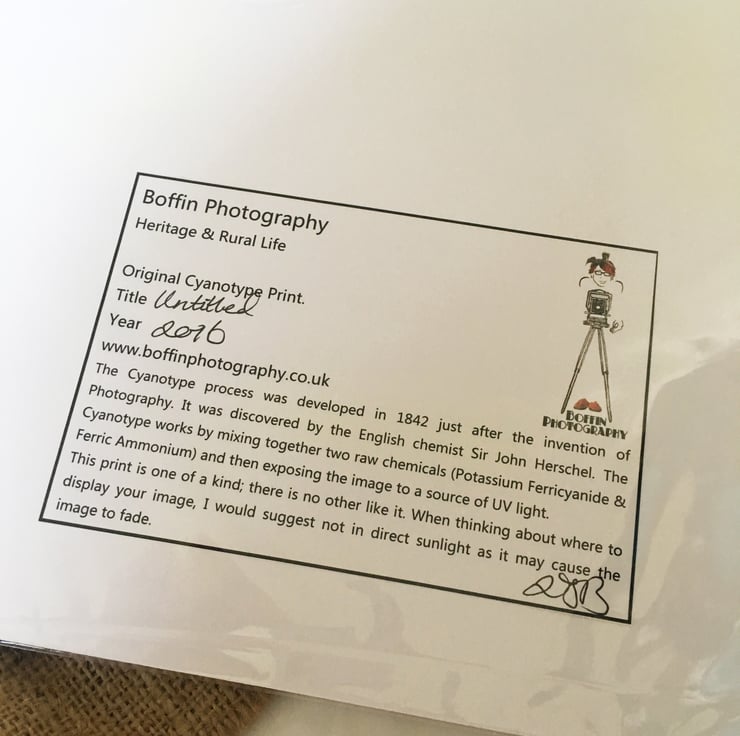 Boffin Photography
Heritage & Rural Life
Original Cyanotype Print.
Title Untitled
Year 2016
www.boffinphotography.co.uk
The Cyanotype process was developed in 1842 just after the invention of
Photography. It was discovered by the English chemist Sir John Herschel. The
Cyanotype works by mixing together two raw chemicals (Potassium Ferricyanide &
Ferric Ammonium) and then exposing the image to a source of UV light.
This print is one of a kind; there is no other like it. When thinking about where to
display your image, I would suggest not in direct sunlight as it may cause the
image to fade.
BOFFIN
PHOTOGRAPHY